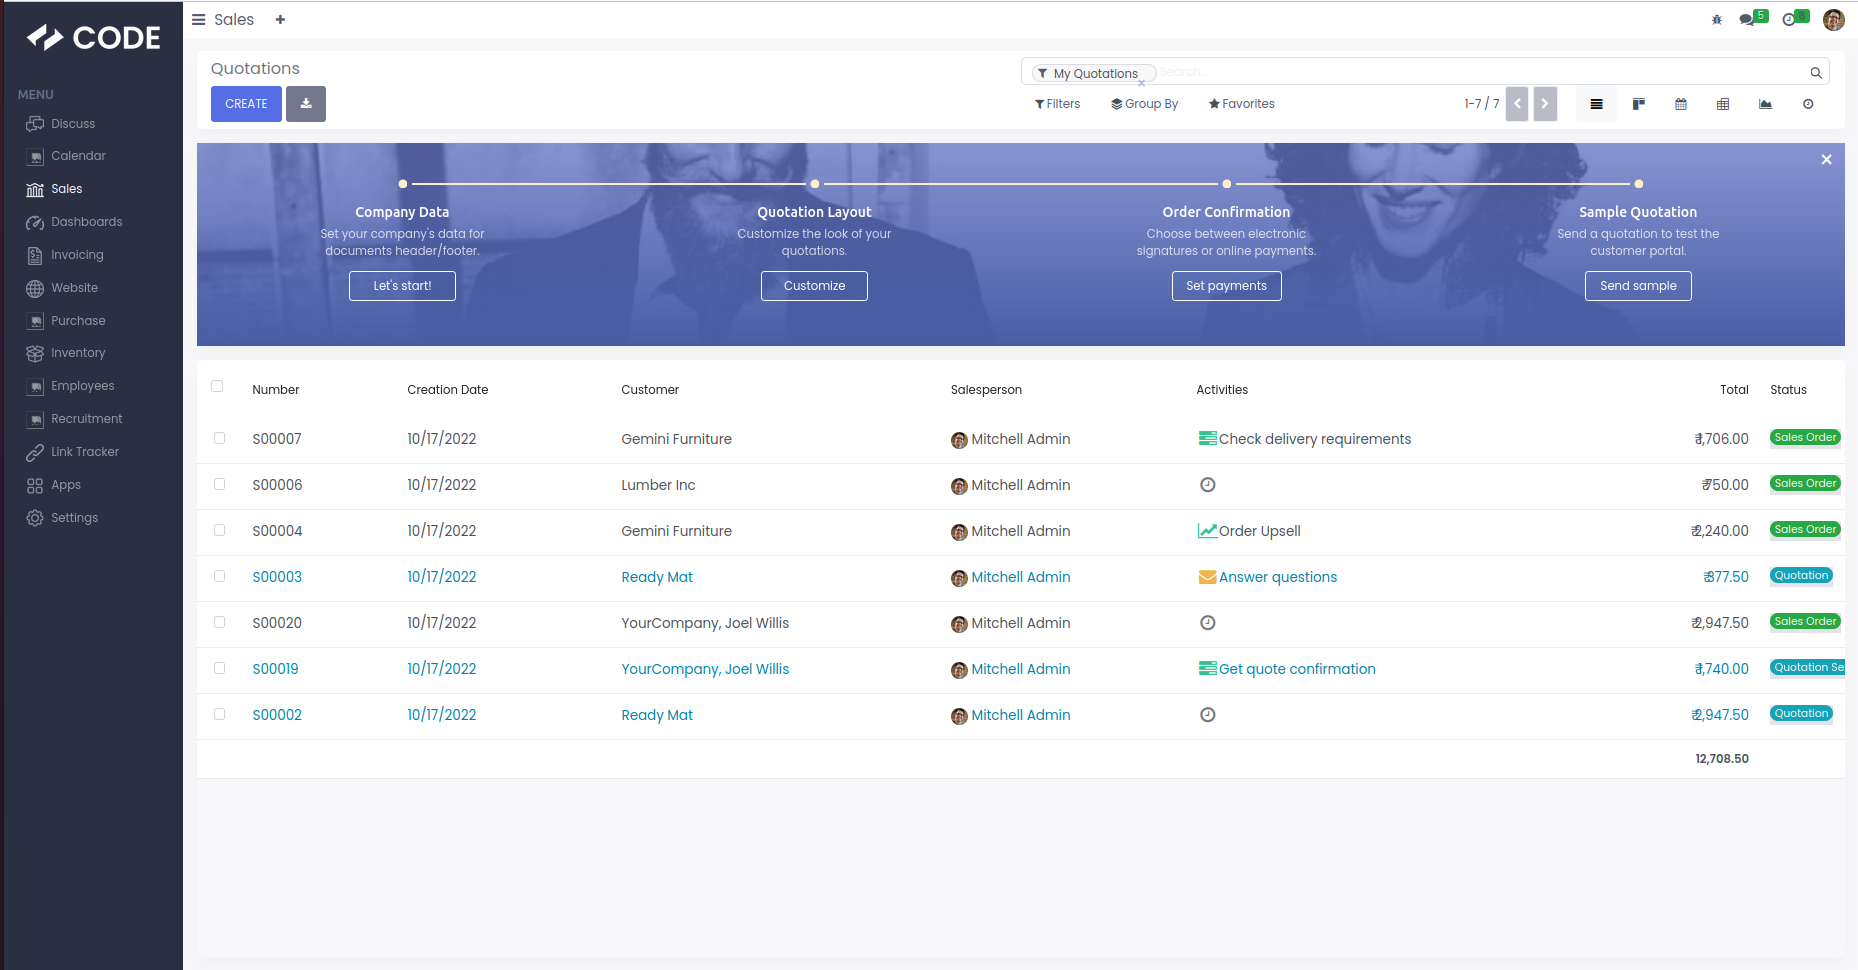 CODE
Sales +
5
MENU
Discuss
Calendar
Sales
Dashboards
Invoicing
Website
Purchase
Inventory
Employees
Recruitment
Link Tracker
Apps
Settings
Quotations
My Quotations Search...
CREATE
Filters Group By Favorites 1-7 / 7
Company Data
Set your company's data for
documents header/footer.
Let's start!
Quotation Layout
Customize the look of your
quotations.
Customize
Order Confirmation
Choose between electronic
signatures or online payments.
Set payments
Sample Quotation
Send a quotation to test the
customer portal.
Send sample
Number Creation Date Customer Salesperson Activities Total Status
S00007 10/17/2022 Gemini Furniture Mitchell Admin Check delivery requirements ₹1,706.00 Sales Order
S00006 10/17/2022 Lumber Inc Mitchell Admin ₹750.00 Sales Order
S00004 10/17/2022 Gemini Furniture Mitchell Admin Order Upsell ₹2,240.00 Sales Order
S00003 10/17/2022 Ready Mat Mitchell Admin Answer questions ₹377.50 Quotation
S00020 10/17/2022 YourCompany, Joel Willis Mitchell Admin ₹2,947.50 Sales Order
S00019 10/17/2022 YourCompany, Joel Willis Mitchell Admin Get quote confirmation ₹1,740.00 Quotation Se
S00002 10/17/2022 Ready Mat Mitchell Admin ₹2,947.50 Quotation
12,708.50